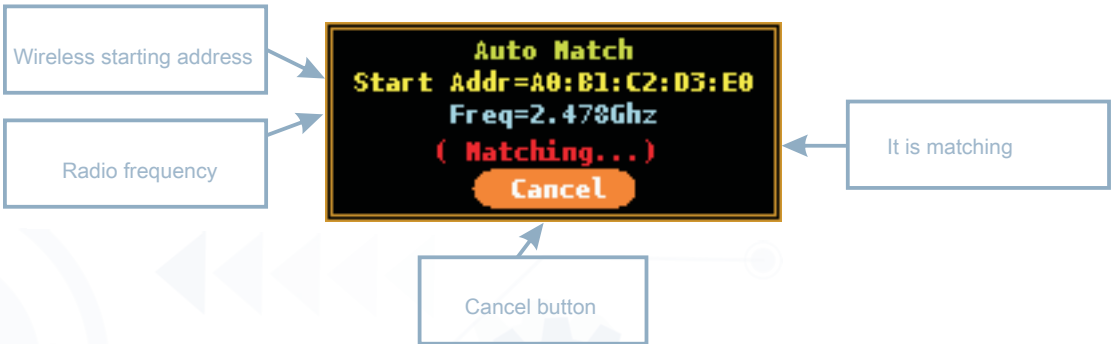 Wireless starting address
Radio frequency
Auto Match
Start Addr=A0:B1:C2:D3:E0
Freq=2.478Ghz
( Matching...)
Cancel
It is matching
Cancel button